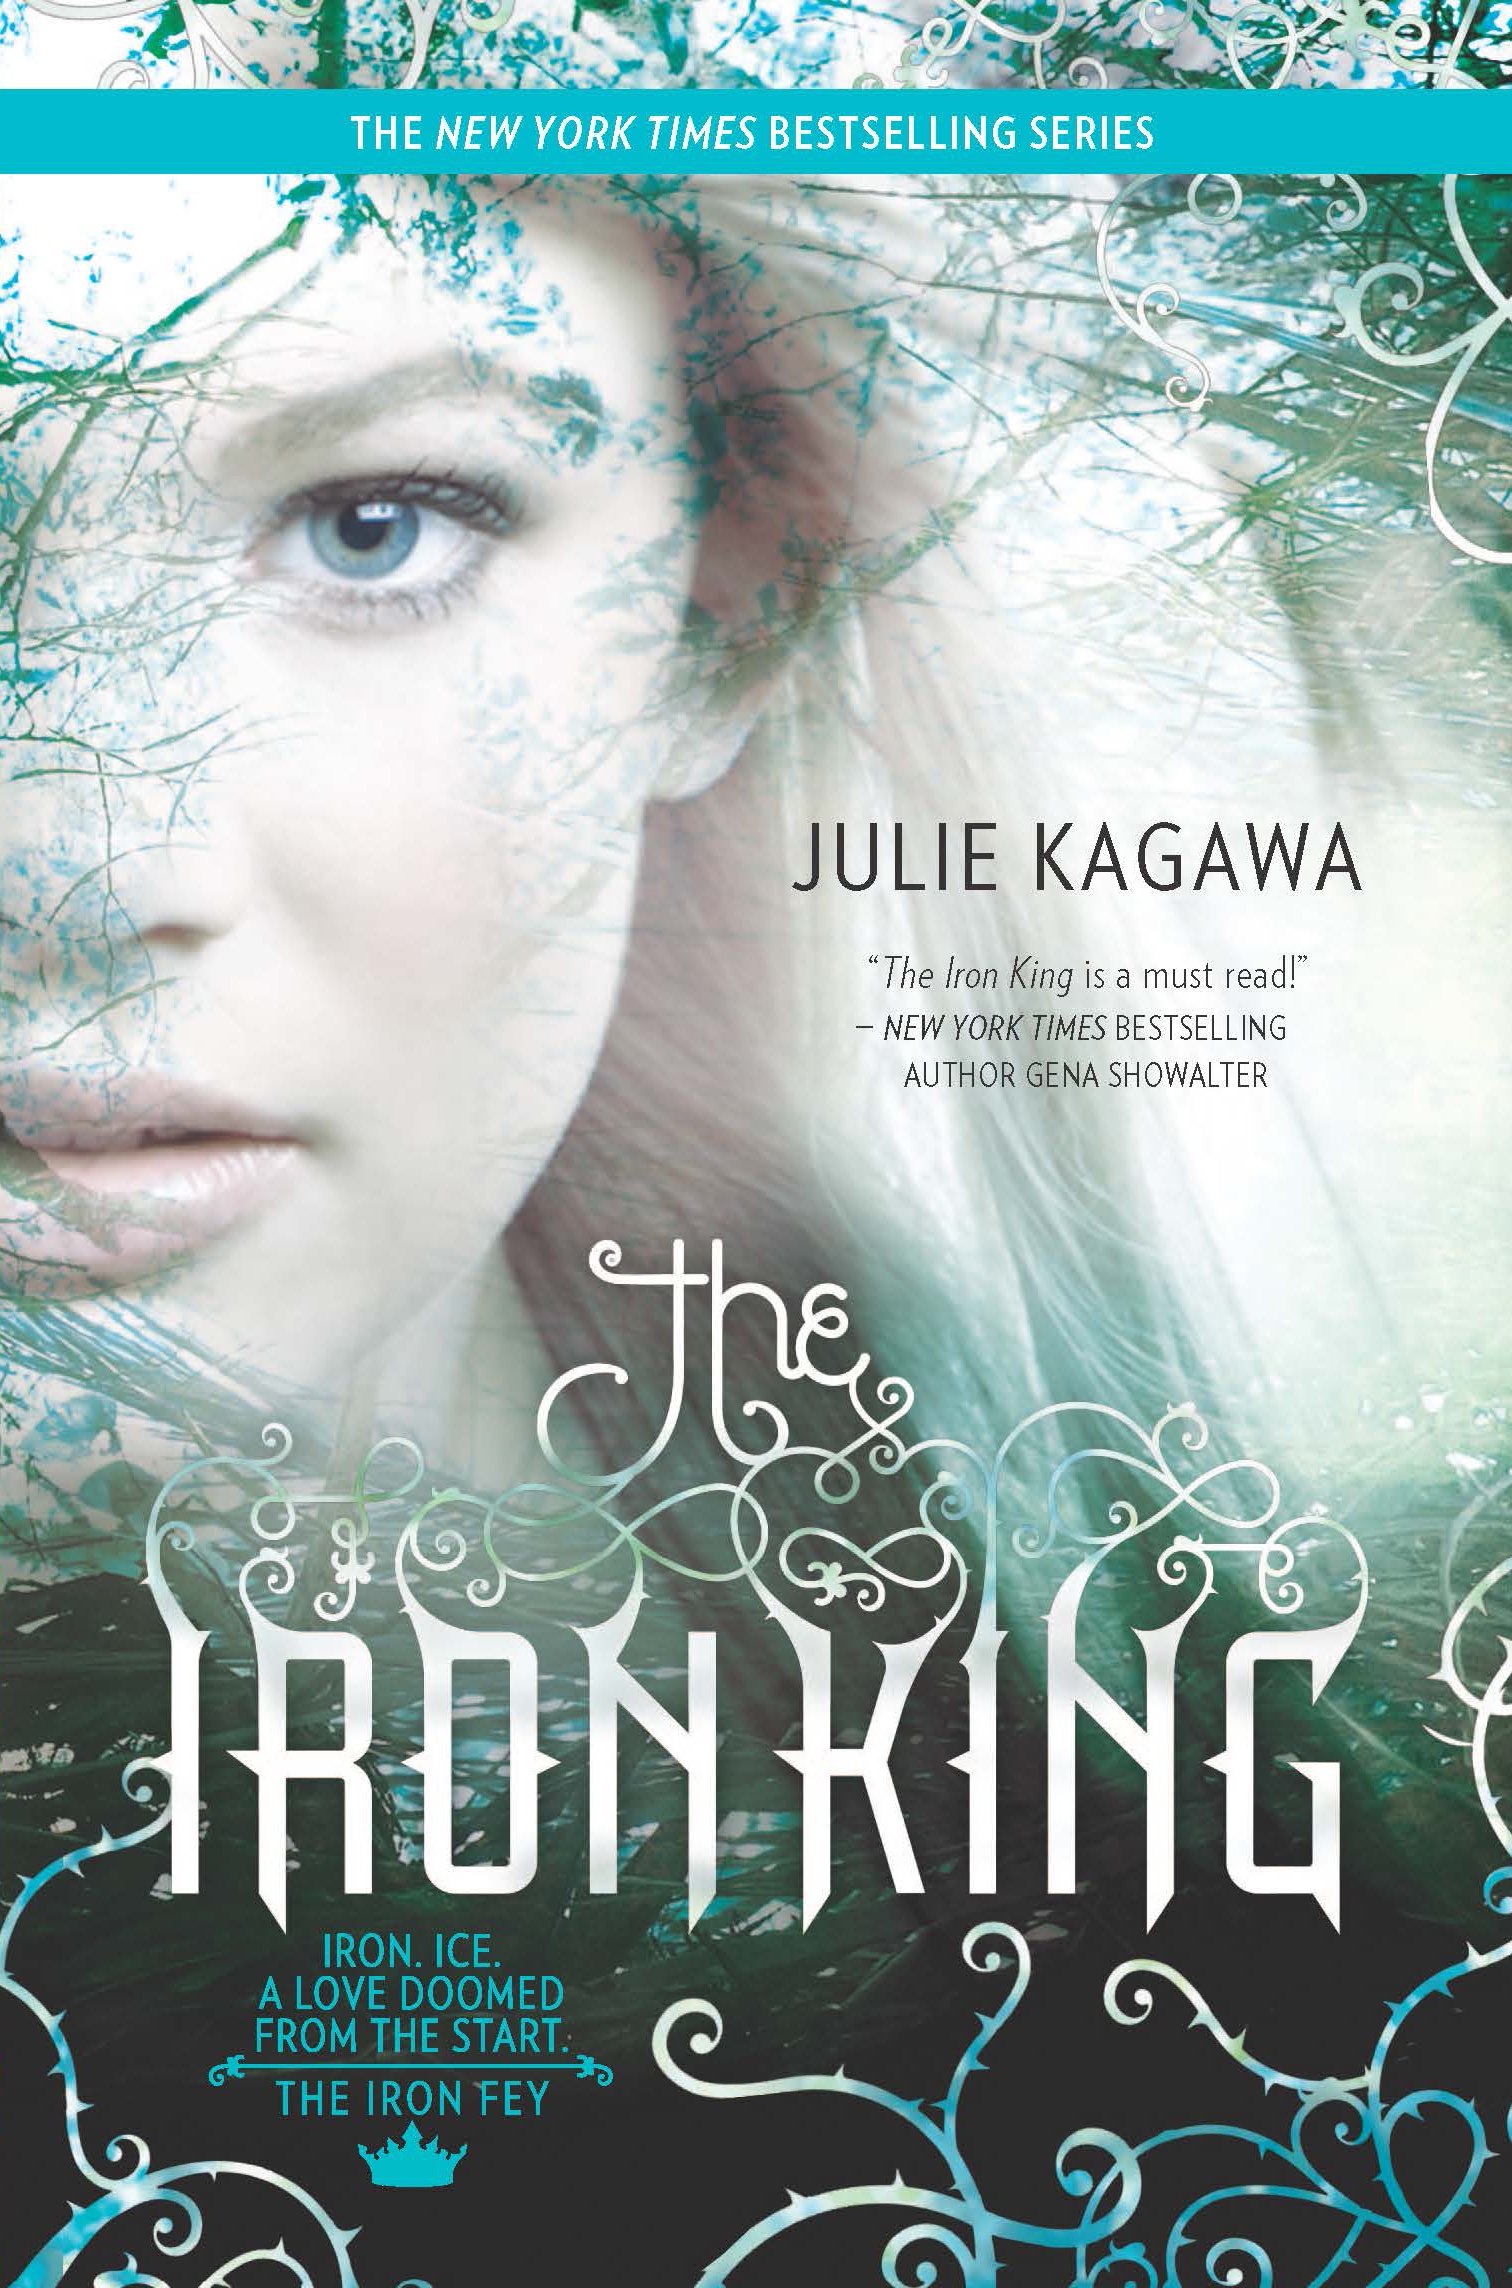 THE NEW YORK TIMES BESTSELLING SERIES
JULIE KAGAWA
“The Iron King is a must read!”
– NEW YORK TIMES BESTSELLING
AUTHOR GENA SHOWALTER
the
IRON KING
IRON. ICE.
A LOVE DOOMED
FROM THE START.
THE IRON FEY